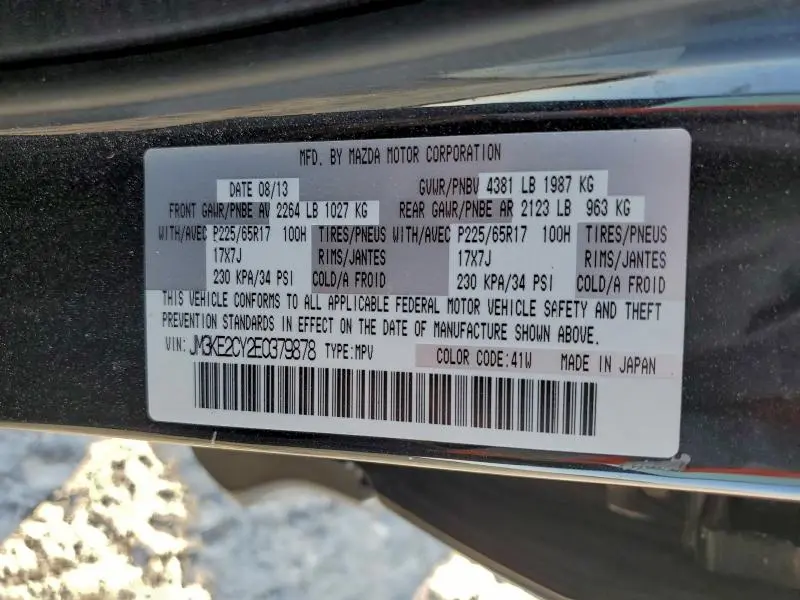 MFD. BY MAZDA MOTOR CORPORATION
DATE 08/13 GVWR/PNBV 4381 LB 1987 KG
FRONT GAWR/PNBE AV 2264 LB 1027 KG REAR GAWR/PNBE AR 2123 LB 963 KG
WITH/AVEC P225/65R17 100H TIRES/PNEUS WITH/AVEC P225/65R17 100H TIRES/PNEUS
17X7J RIMS/JANTES 17X7J RIMS/JANTES
230 KPA/34 PSI COLD/A FROID 230 KPA/34 PSI COLD/A FROID
THIS VEHICLE CONFORMS TO ALL APPLICABLE FEDERAL MOTOR VEHICLE SAFETY AND THEFT
PREVENTION STANDARDS IN EFFECT ON THE DATE OF MANUFACTURE SHOWN ABOVE.
VIN: JM3KE2CY2E0379878 TYPE:MPV COLOR CODE:41W MADE IN JAPAN